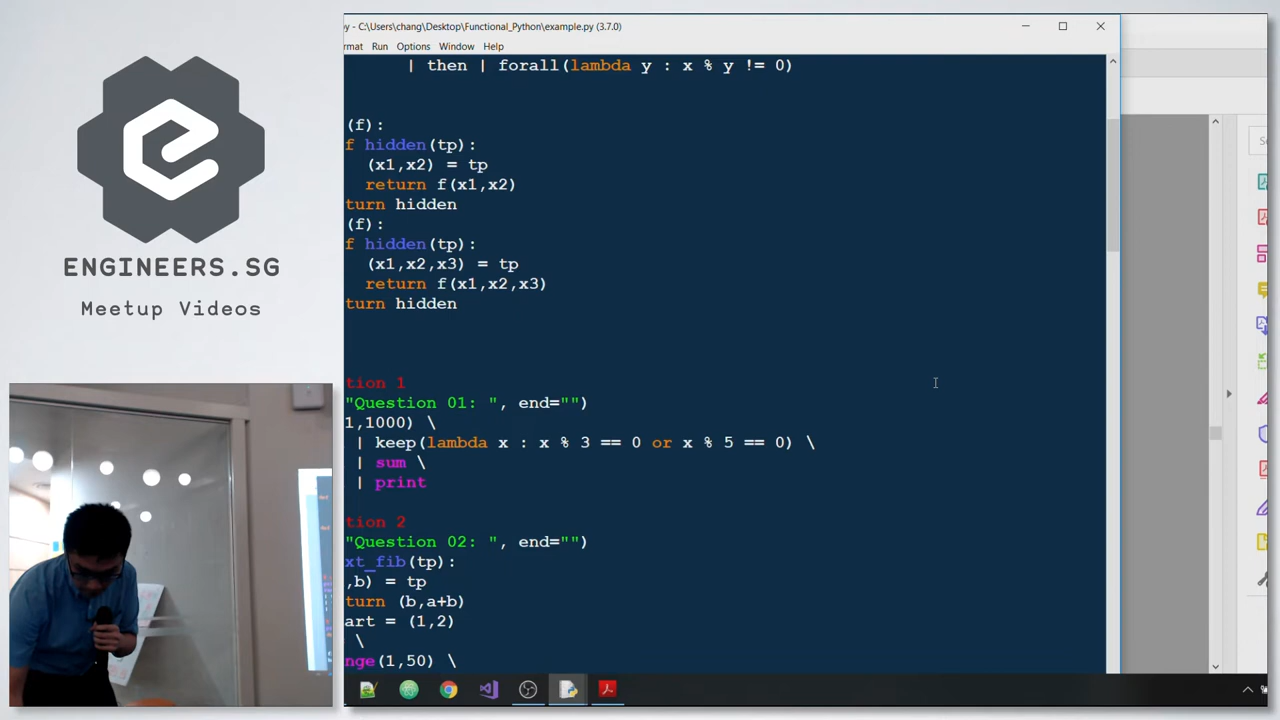 py - C:\Users\chang\Desktop\Functional_Python\example.py (3.7.0)
rmat Run Options Window Help
| then | forall(lambda y : x % y != 0)
(f):
f hidden(tp):
(x1,x2) = tp
return f(x1,x2)
turn hidden
(f):
f hidden(tp):
(x1,x2,x3) = tp
return f(x1,x2,x3)
turn hidden
tion 1
"Question 01: ", end="")
1,1000) \
| keep(lambda x : x % 3 == 0 or x % 5 == 0) \
| sum \
| print
tion 2
"Question 02: ", end="")
xt_fib(tp):
,b) = tp
turn (b,a+b)
art = (1,2)
\
nge(1,50) \
ENGINEERS.SG
Meetup Videos